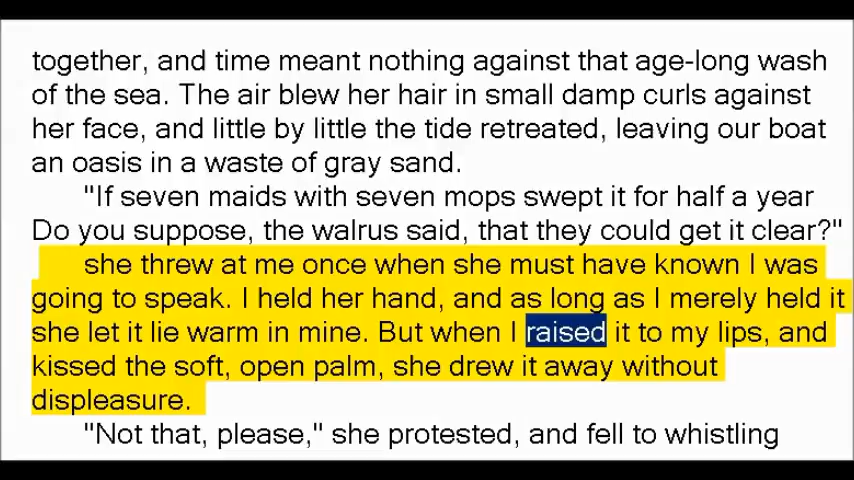 together, and time meant nothing against that age-long wash
of the sea. The air blew her hair in small damp curls against
her face, and little by little the tide retreated, leaving our boat
an oasis in a waste of gray sand.
"If seven maids with seven mops swept it for half a year
Do you suppose, the walrus said, that they could get it clear?"
she threw at me once when she must have known I was
going to speak. I held her hand, and as long as I merely held it
she let it lie warm in mine. But when I raised it to my lips, and
kissed the soft, open palm, she drew it away without
displeasure.
"Not that, please," she protested, and fell to whistling